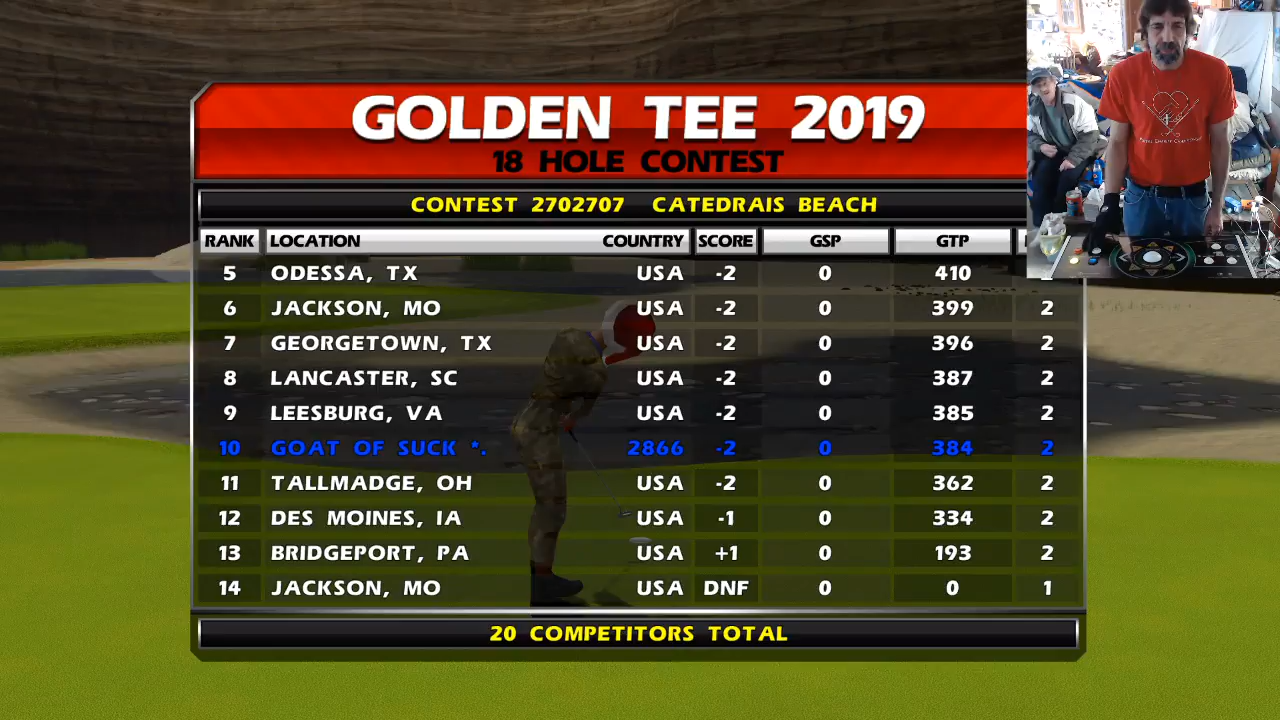 GOLDEN TEE 2019
18 HOLE CONTEST
CONTEST 2702707 CATEDRAIS BEACH
RANK LOCATION COUNTRY SCORE GSP GTP
5 ODESSA, TX USA -2 0 410
6 JACKSON, MO USA -2 0 399 2
7 GEORGETOWN, TX USA -2 0 396 2
8 LANCASTER, SC USA -2 0 387 2
9 LEESBURG, VA USA -2 0 385 2
10 GOAT OF SUCK *. 2866 -2 0 384 2
11 TALLMADGE, OH USA -2 0 362 2
12 DES MOINES, IA USA -1 0 334 2
13 BRIDGEPORT, PA USA +1 0 193 2
14 JACKSON, MO USA DNF 0 0 1
20 COMPETITORS TOTAL